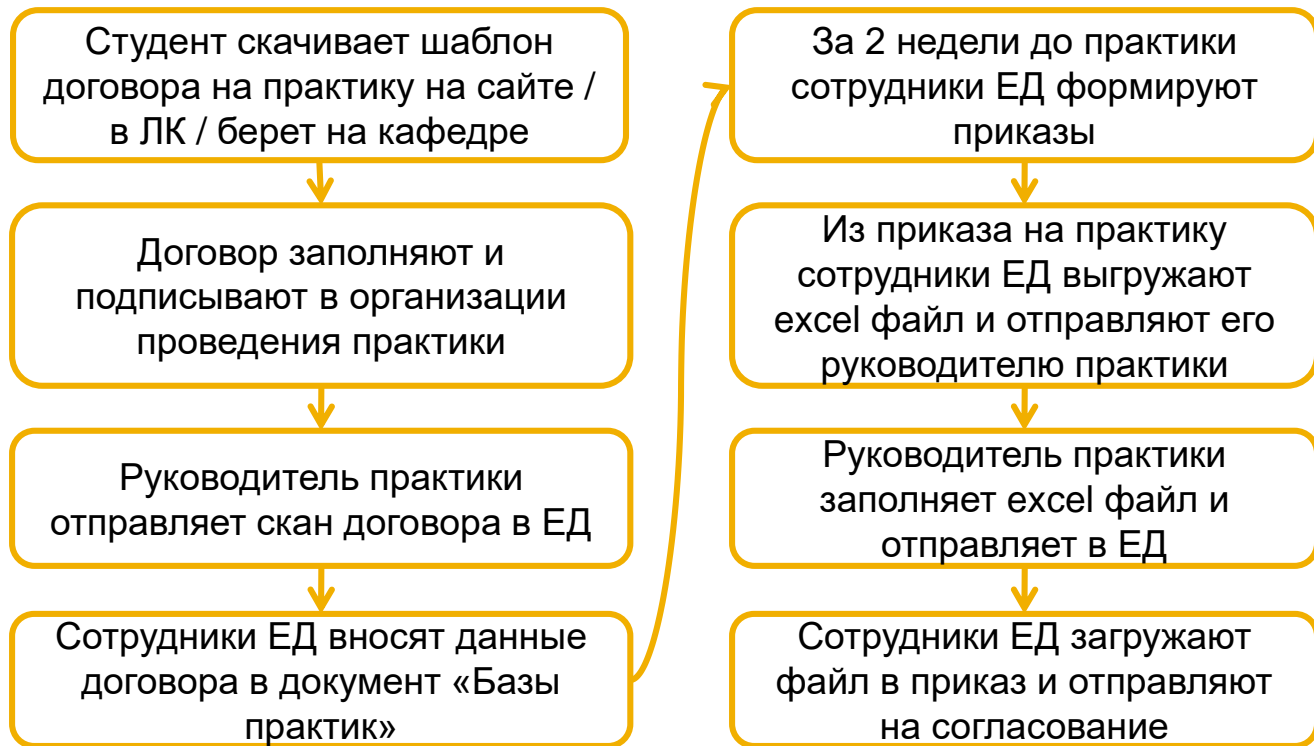 Студент скачивает шаблон
договора на практику на сайте /
в ЛК / берет на кафедре
Договор заполняют и
подписывают в организации
проведения практики
Руководитель практики
отправляет скан договора в ЕД
Сотрудники ЕД вносят данные
договора в документ «Базы
практик»
За 2 недели до практики
сотрудники ЕД формируют
приказы
Из приказа на практику
сотрудники ЕД выгружают
excel файл и отправляют его
руководителю практики
Руководитель практики
заполняет excel файл и
отправляет в ЕД
Сотрудники ЕД загружают
файл в приказ и отправляют
на согласование